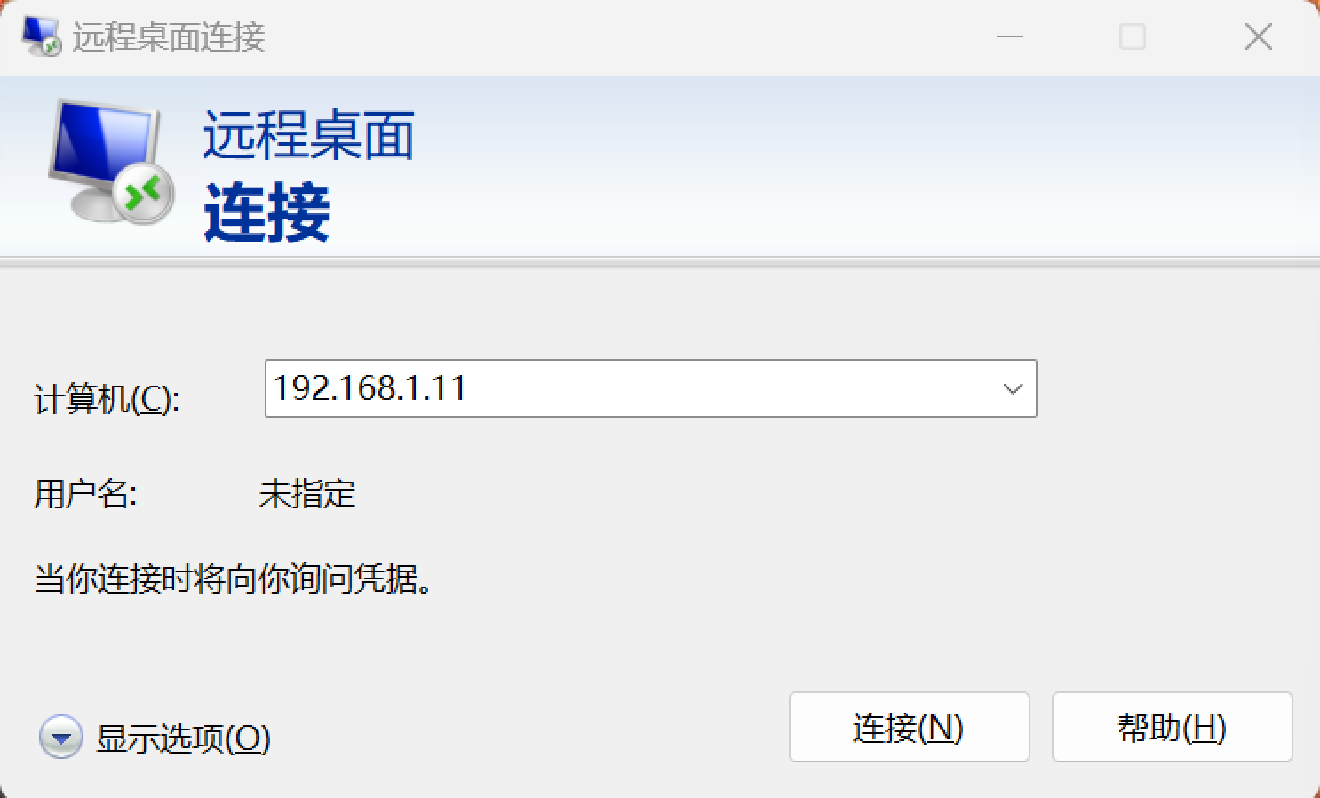 远程桌面连接
远程桌面
连接
计算机(C): 192.168.1.11
用户名: 未指定
当你连接时将向你询问凭据。
显示选项(O) 连接(N) 帮助(H)